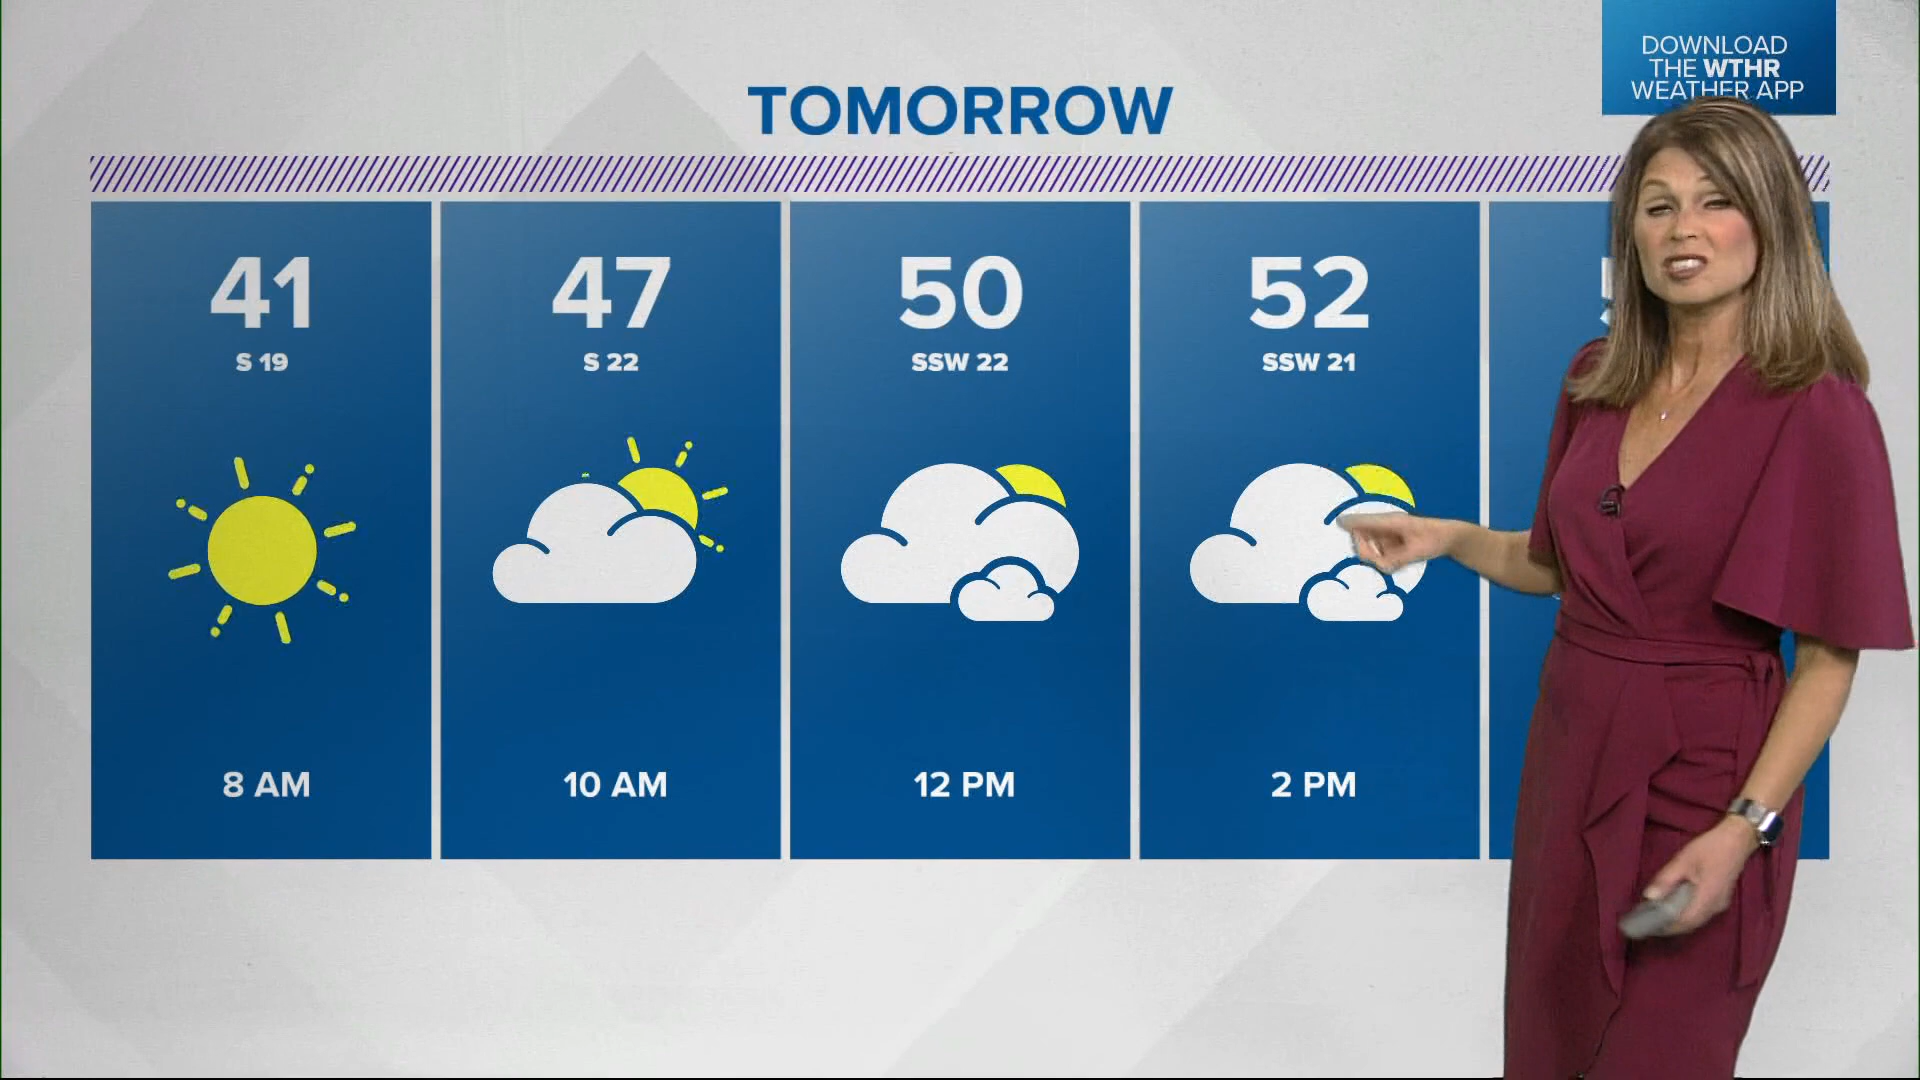 DOWNLOAD
THE WTHR
WEATHER APP
TOMORROW
41
S 19
8 AM
47
S 22
10 AM
50
SSW 22
12 PM
52
SSW 21
2 PM